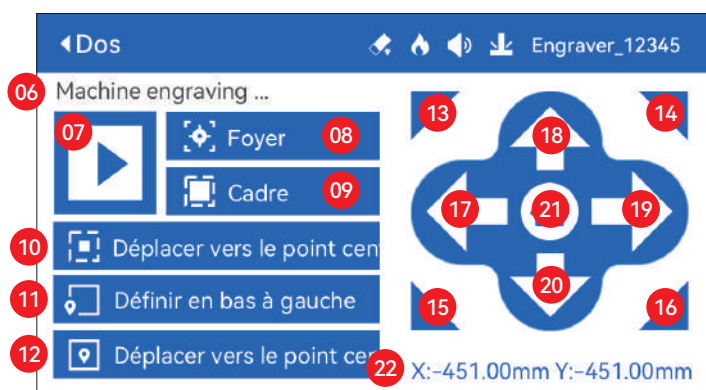 Dos
Engraver_12345
06
Machine engraving ...
07
Foyer
08
Cadre
09
10
Déplacer vers le point cen
11
Définir en bas à gauche
12
Déplacer vers le point cen
13
14
18
17
21
19
20
15
16
22
X:-451.00mm Y:-451.00mm